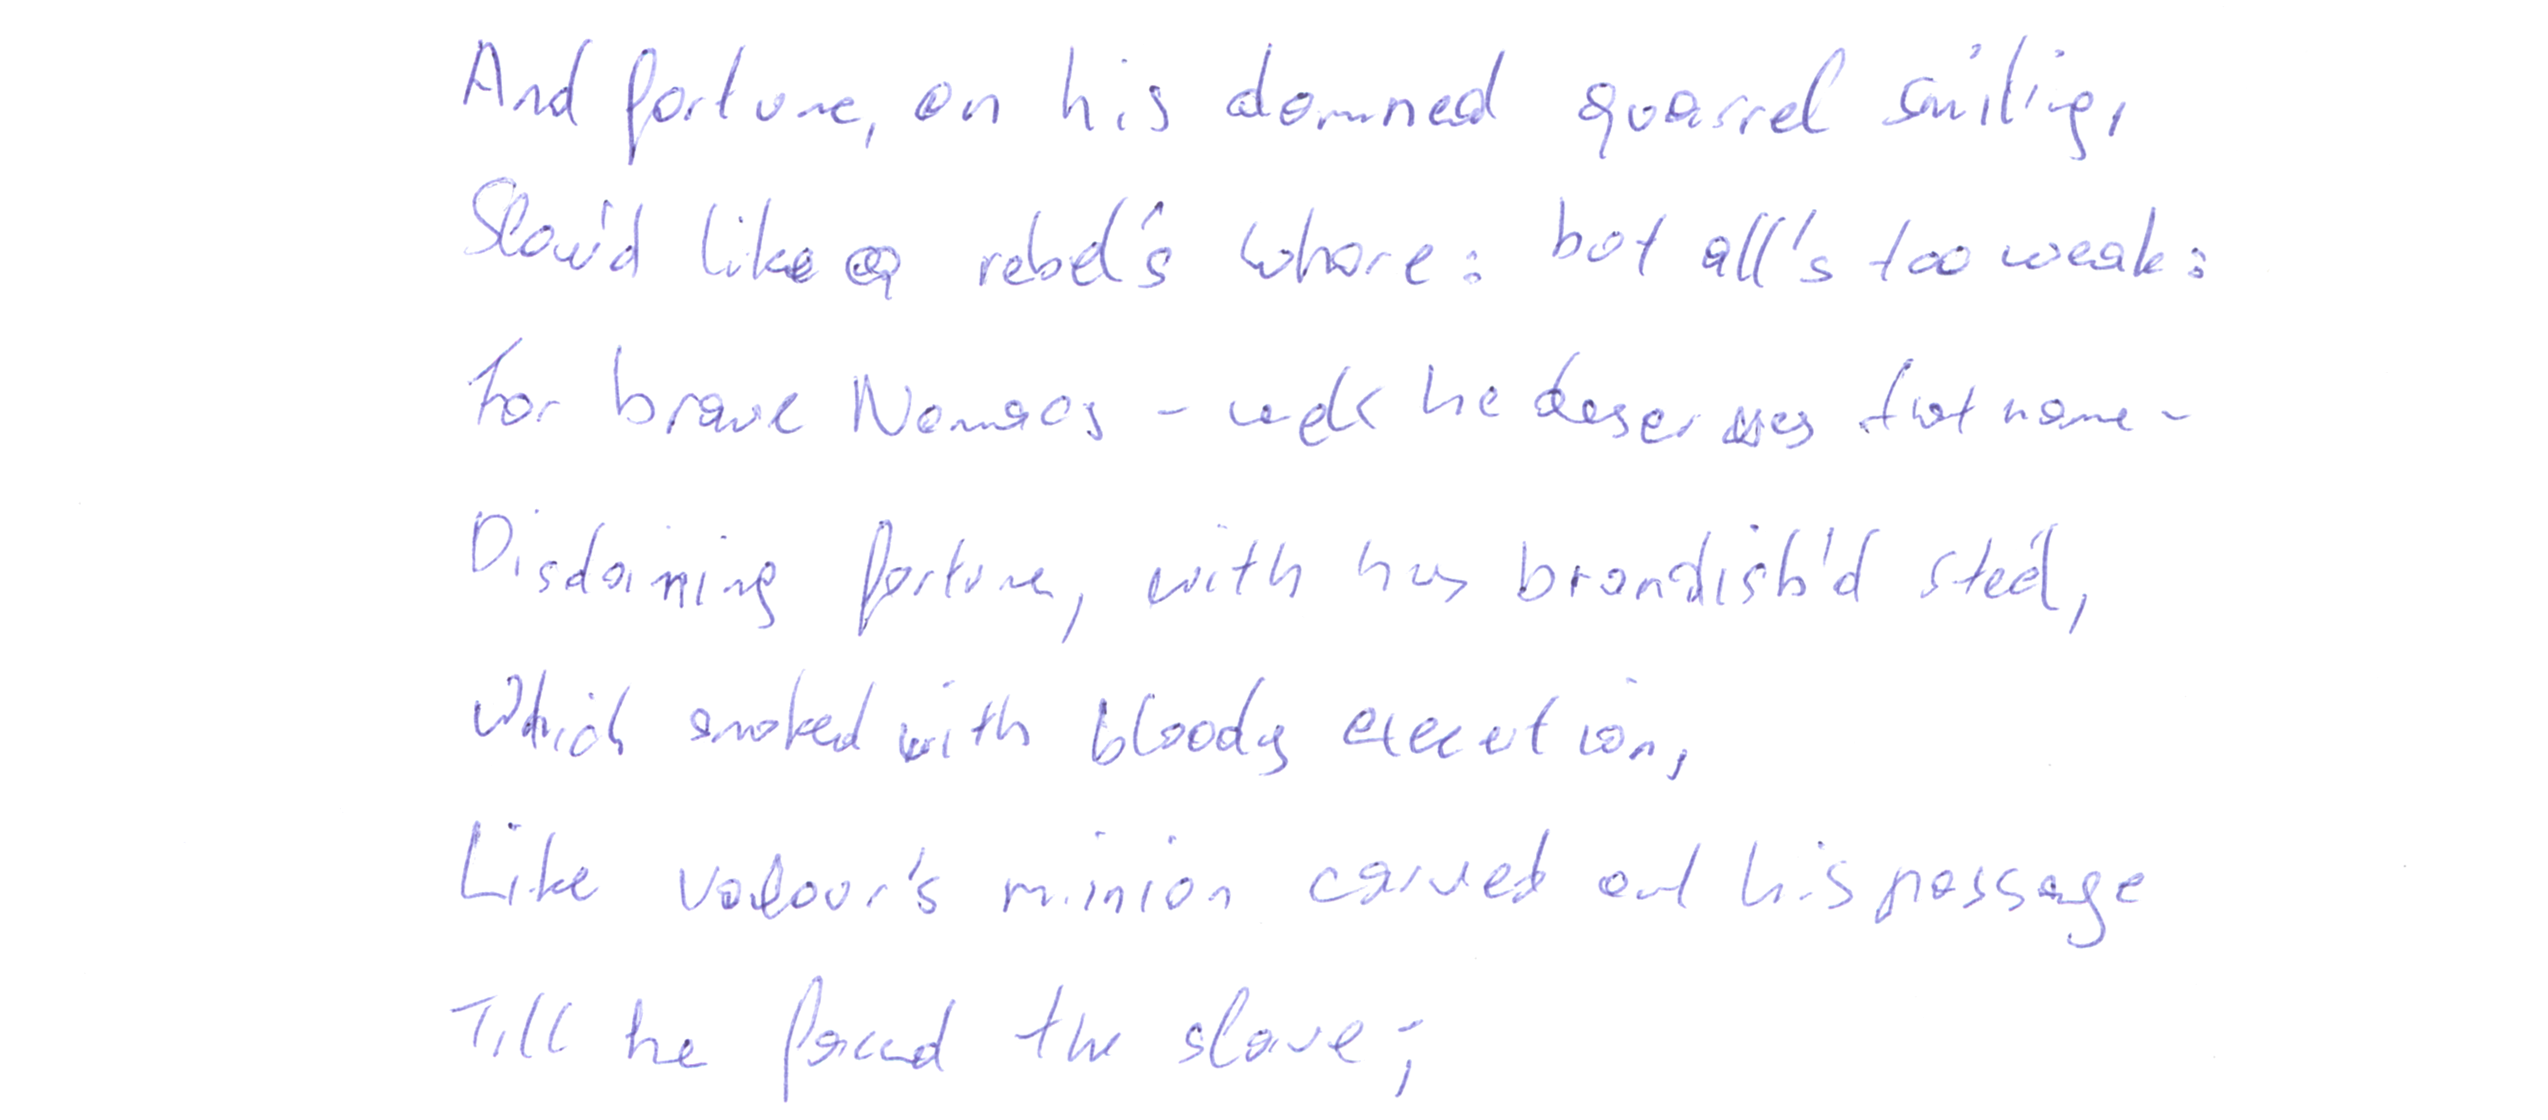 And fortune, on his damned quarrel smiling,
Show'd like a rebel's whore: but all's too weak:
For brave Nomacs - well he deserves that name -
Disdaining fortune, with his brandish'd steel,
Which smoked with bloody execution,
Like valour's minion carved out his passage
Till he faced the slave;